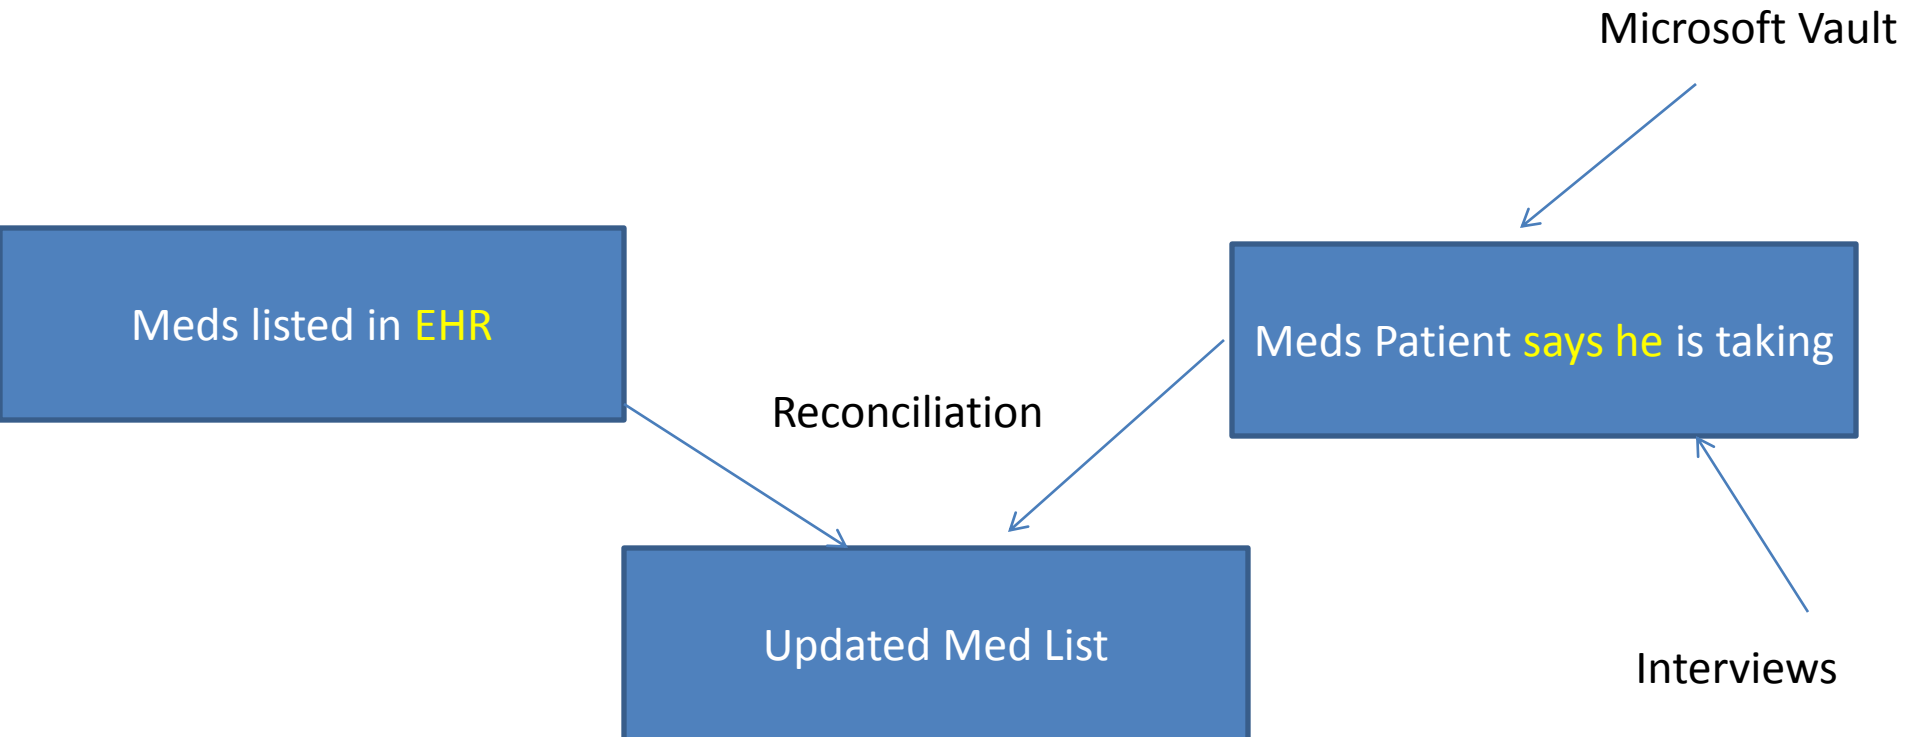 Microsoft Vault
Meds listed in EHR
Meds Patient says he is taking
Reconciliation
Updated Med List
Interviews